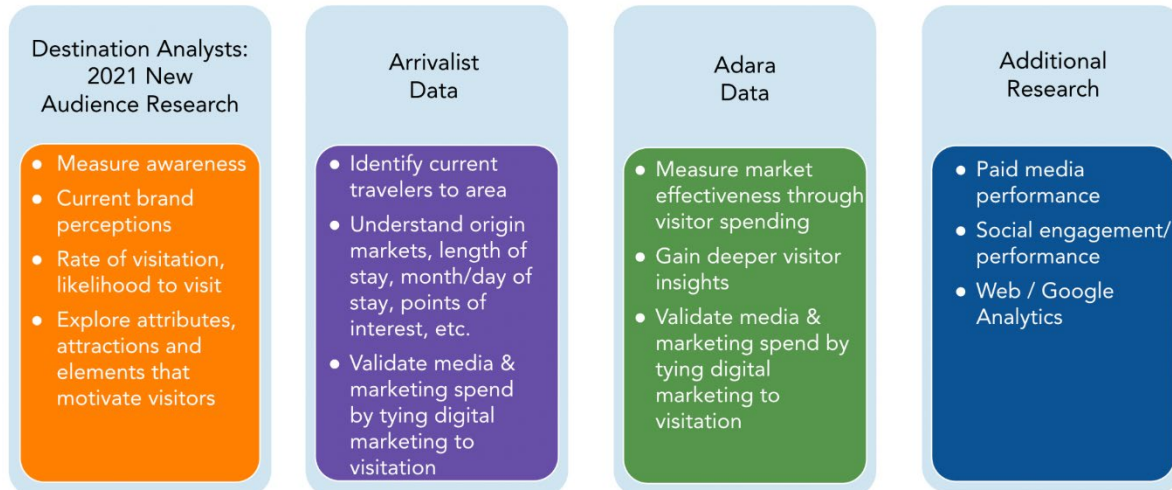 Destination Analysts:
2021 New
Audience Research
● Measure awareness
● Current brand
perceptions
● Rate of visitation,
likelihood to visit
● Explore attributes,
attractions and
elements that
motivate visitors
Arrivalist
Data
● Identify current
travelers to area
● Understand origin
markets, length of
stay, month/day of
stay, points of
interest, etc.
● Validate media &
marketing spend
by tying digital
marketing to
visitation
Adara
Data
● Measure market
effectiveness through
visitor spending
● Gain deeper visitor
insights
● Validate media &
marketing spend by
tying digital
marketing to
visitation
Additional
Research
● Paid media
performance
● Social engagement/
performance
● Web / Google
Analytics